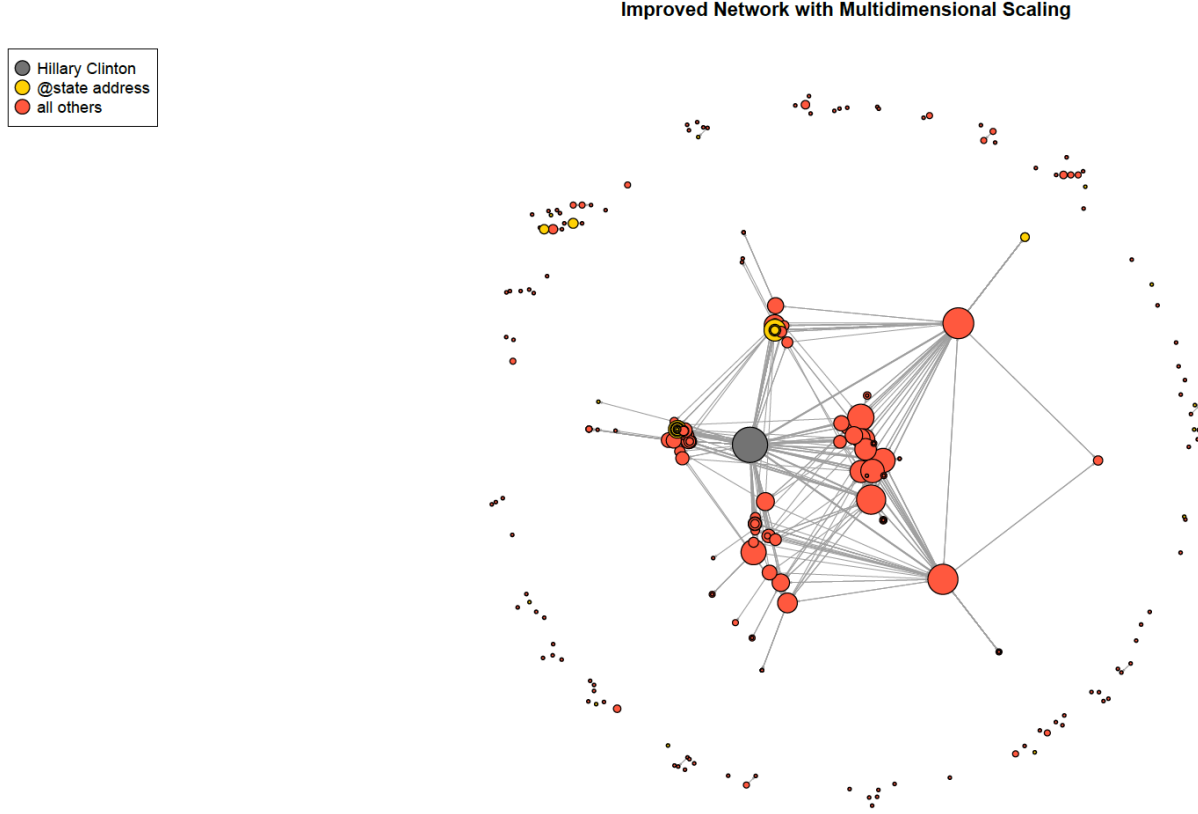 Improved Network with Multidimensional Scaling
Hillary Clinton
@state address
all others